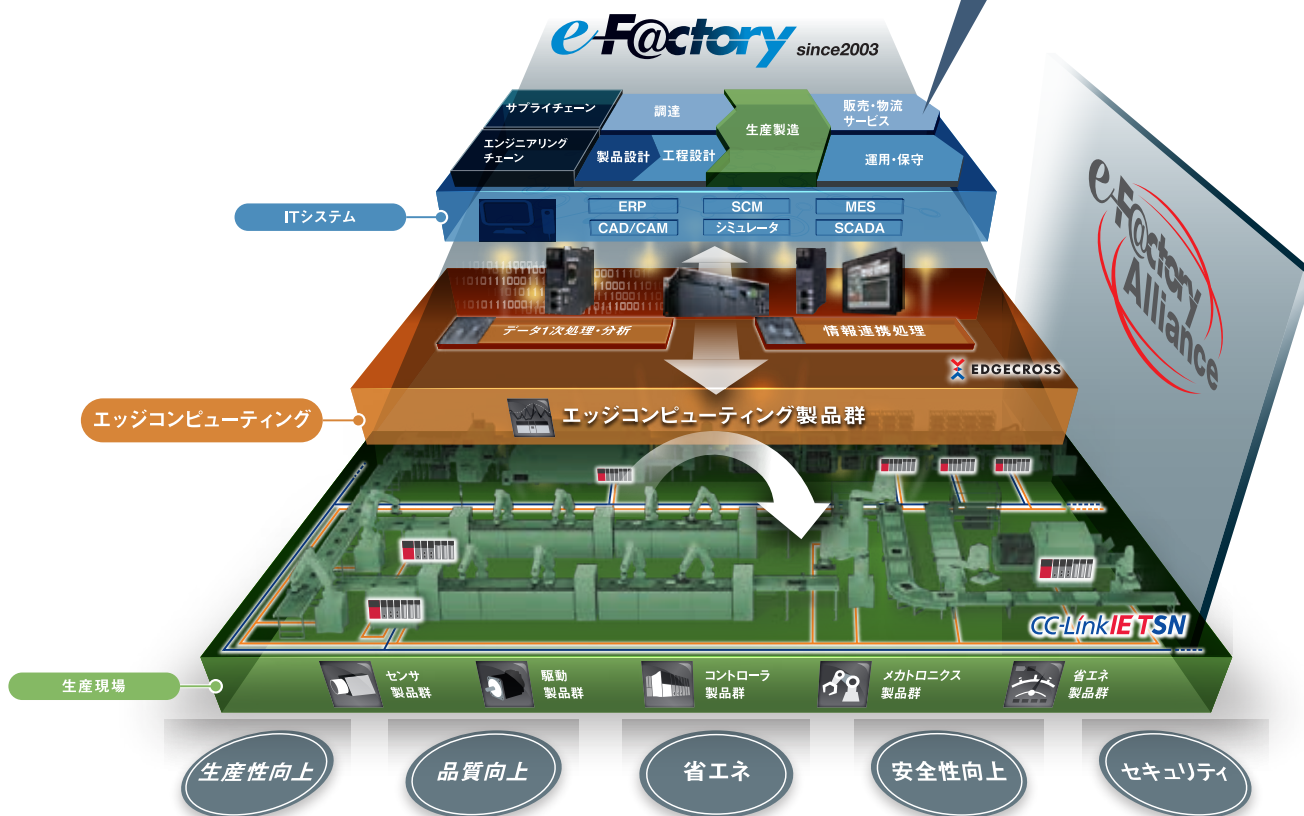 e-F@ctory since2003
サプライチェーン
調達
生産製造
販売・物流
サービス
エンジニアリング
チェーン
製品設計
工程設計
運用・保守
ITシステム
ERP
SCM
MES
CAD/CAM
シミュレータ
SCADA
e-F@ctory
Alliance
データ1次処理・分析
情報連携処理
EDGECROSS
エッジコンピューティング
エッジコンピューティング製品群
CC-Link IE TSN
生産現場
センサ
製品群
駆動
製品群
コントローラ
製品群
メカトロニクス
製品群
省エネ
製品群
生産性向上
品質向上
省エネ
安全性向上
セキュリティ